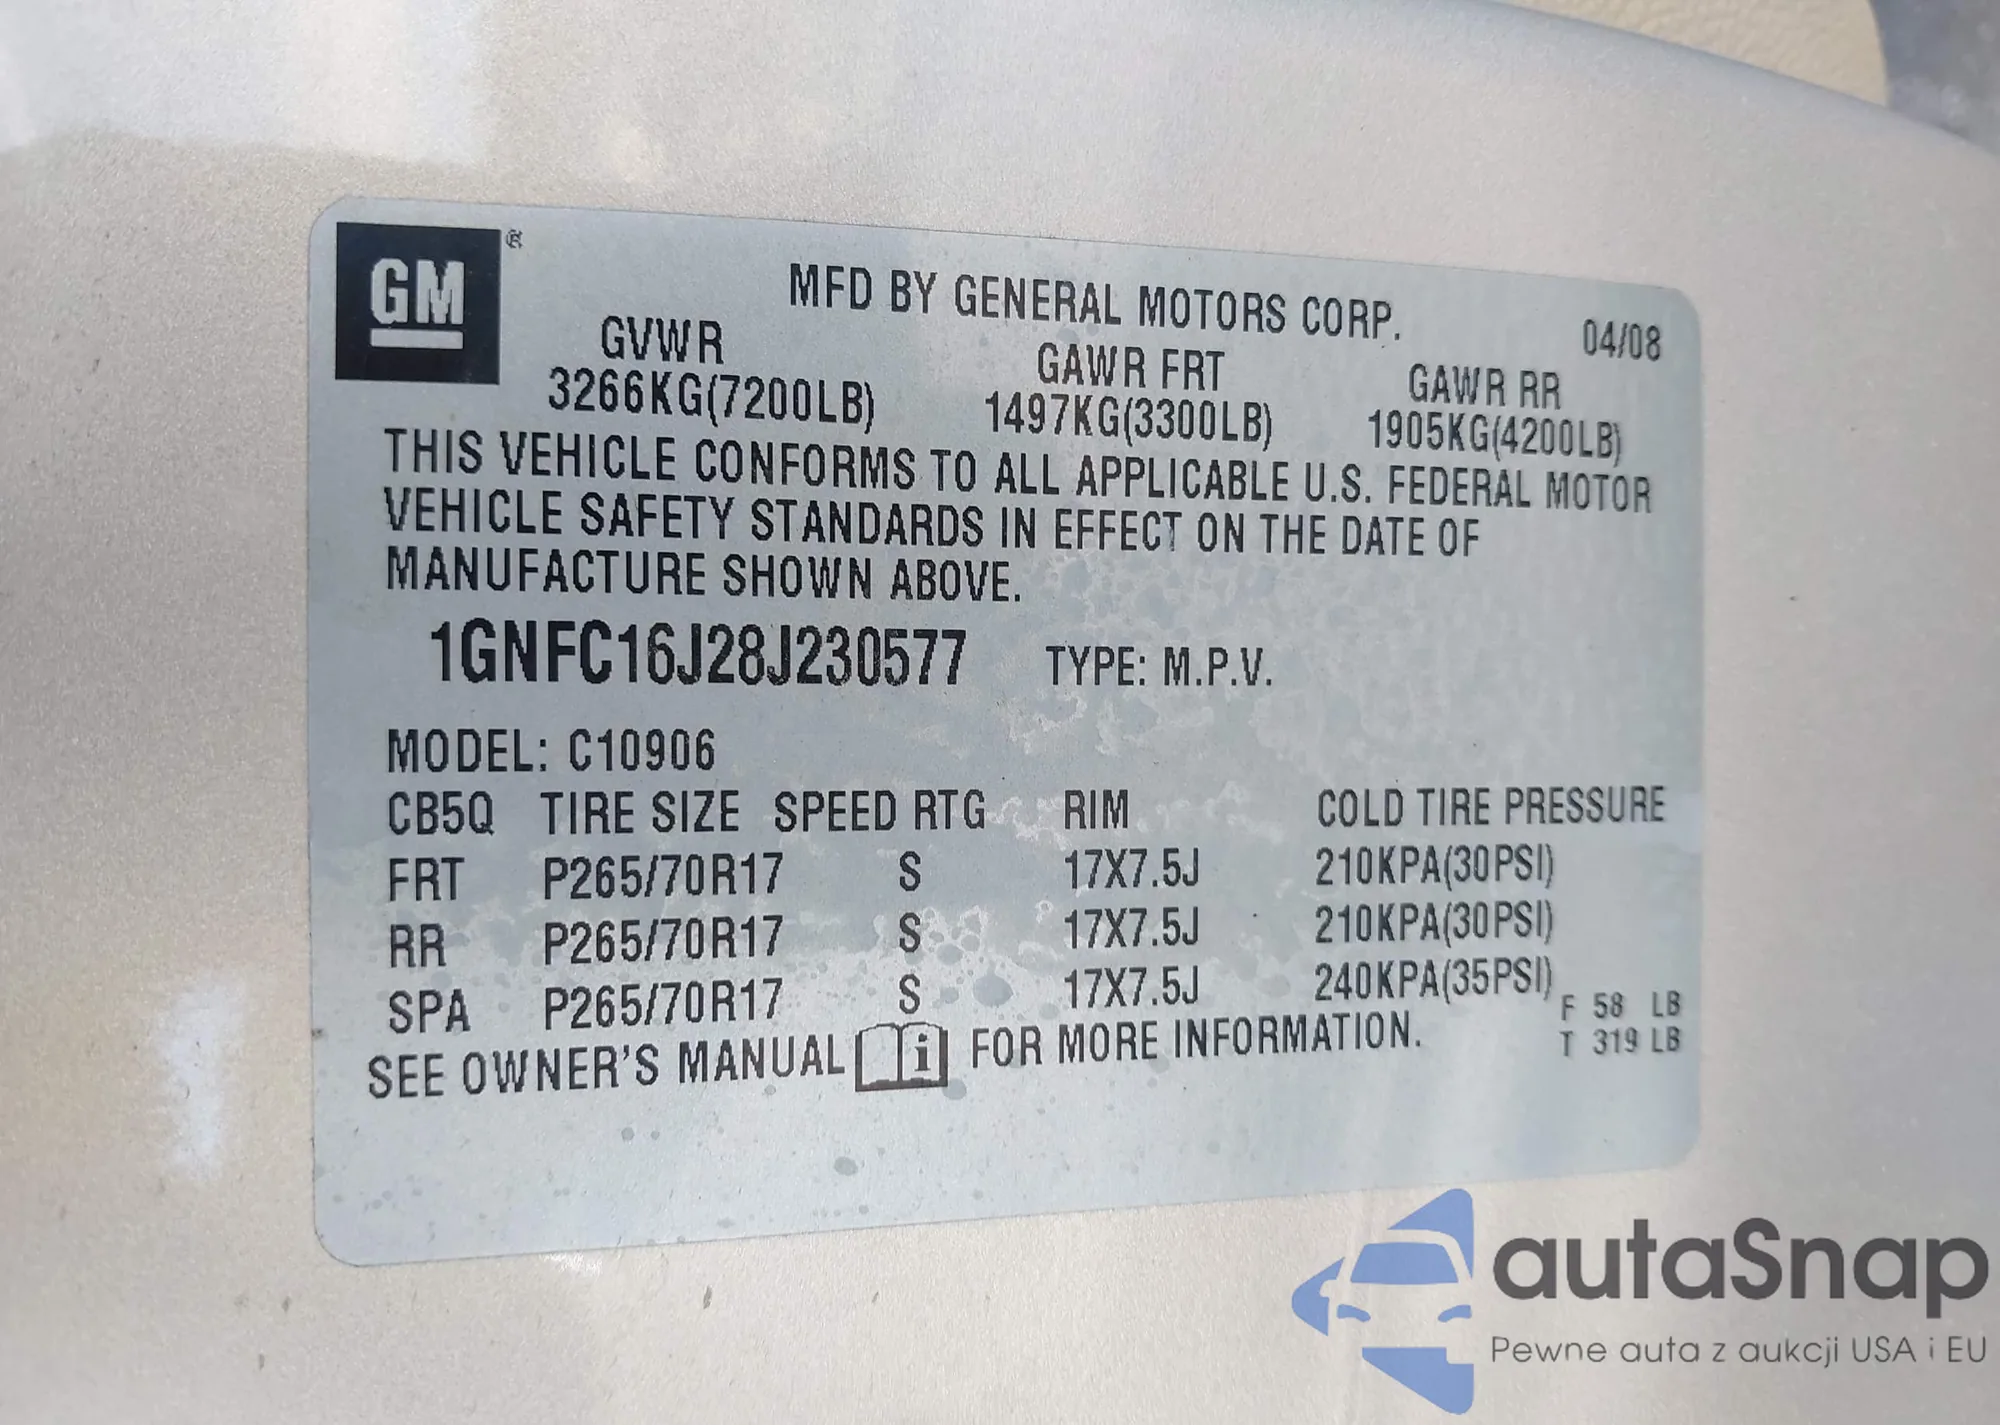 GM ®
MFD BY GENERAL MOTORS CORP. 04/08
GVWR GAWR FRT GAWR RR
3266KG(7200LB) 1497KG(3300LB) 1905KG(4200LB)
THIS VEHICLE CONFORMS TO ALL APPLICABLE U.S. FEDERAL MOTOR
VEHICLE SAFETY STANDARDS IN EFFECT ON THE DATE OF
MANUFACTURE SHOWN ABOVE.
1GNFC16J28J230577 TYPE: M.P.V.
MODEL: C10906
CB5Q TIRE SIZE SPEED RTG RIM COLD TIRE PRESSURE
FRT P265/70R17 S 17X7.5J 210KPA(30PSI)
RR P265/70R17 S 17X7.5J 210KPA(30PSI)
SPA P265/70R17 S 17X7.5J 240KPA(35PSI)
F 58 LB
T 319 LB
SEE OWNER'S MANUAL i FOR MORE INFORMATION.
autaSnap
Pewne auta z aukcji USA i EU